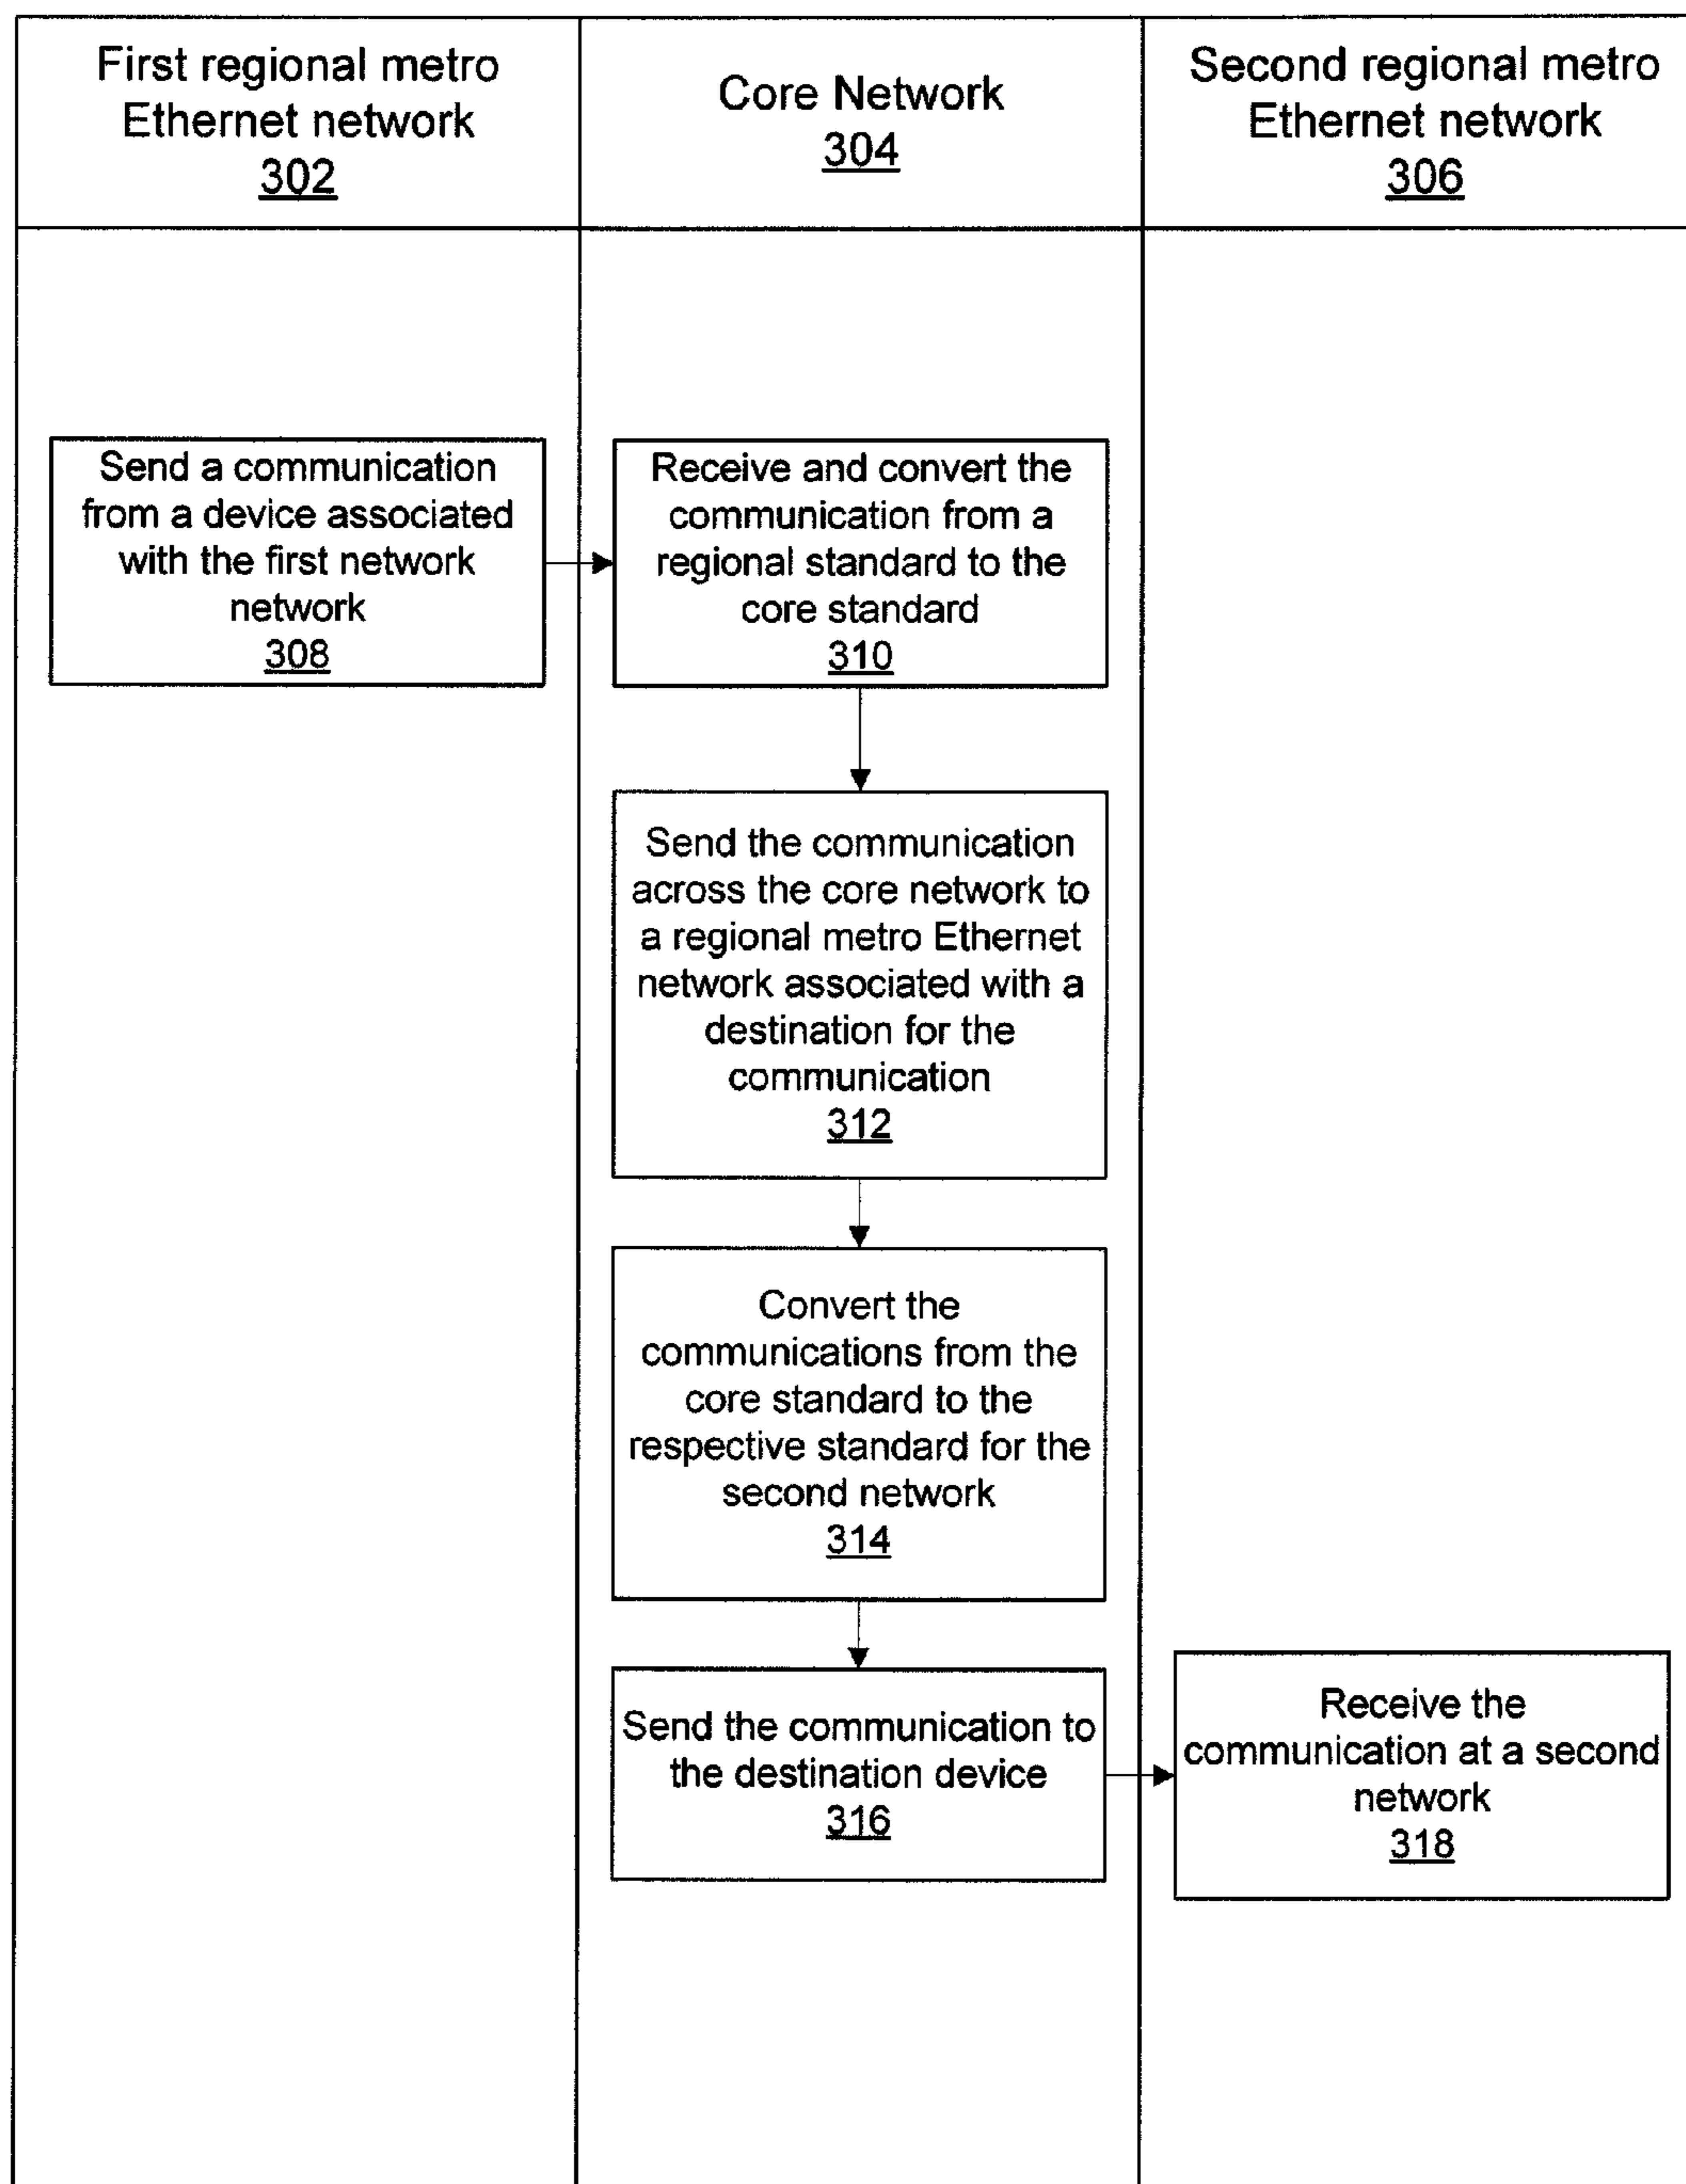 First regional metro
Ethernet network
302
Core Network
304
Second regional metro
Ethernet network
306
Send a communication
from a device associated
with the first network
network
308
Receive and convert the
communication from a
regional standard to the
core standard
310
Send the communication
across the core network to
a regional metro Ethernet
network associated with a
destination for the
communication
312
Convert the
communications from the
core standard to the
respective standard for the
second network
314
Send the communication to
the destination device
316
Receive the
communication at a second
network
318